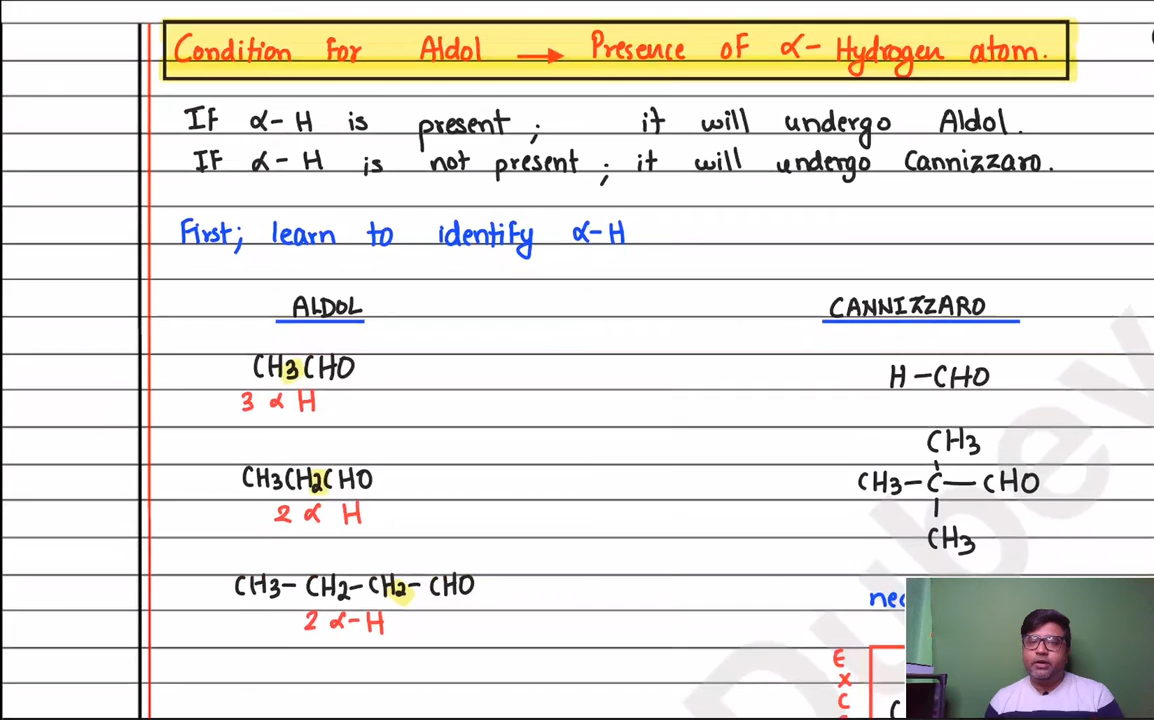 Condition for Aldol → Presence of α- Hydrogen atom.
If α-H is present ; it will undergo Aldol.
If α-H is not present ; it will undergo Cannizzaro.
First; learn to identify α-H
ALDOL
CH3CHO
3 α H
CH3CH2CHO
2 α H
CH3-CH2-CH2-CHO
2 α-H
CANNIZZARO
H-CHO
CH3
CH3-C-CHO
CH3
EXC